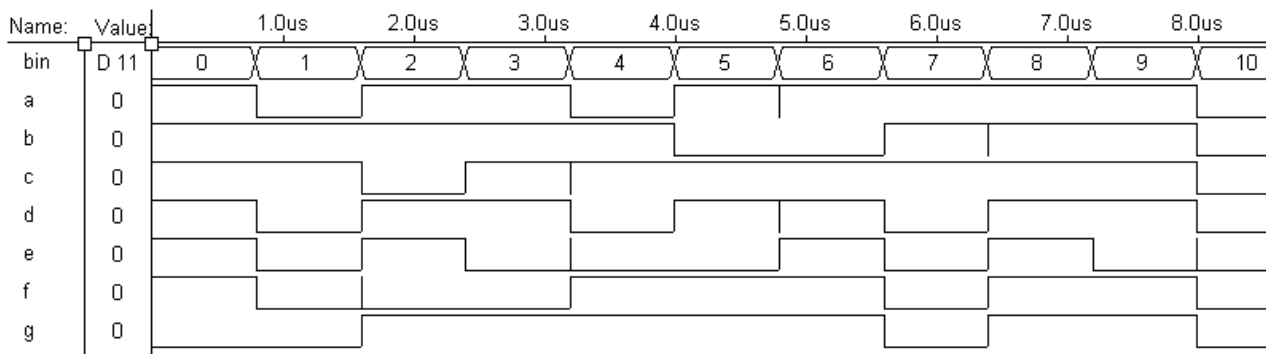 Name: Value: 1.0us 2.0us 3.0us 4.0us 5.0us 6.0us 7.0us 8.0us
bin D 11 0 1 2 3 4 5 6 7 8 9 10
a 0
b 0
c 0
d 0
e 0
f 0
g 0